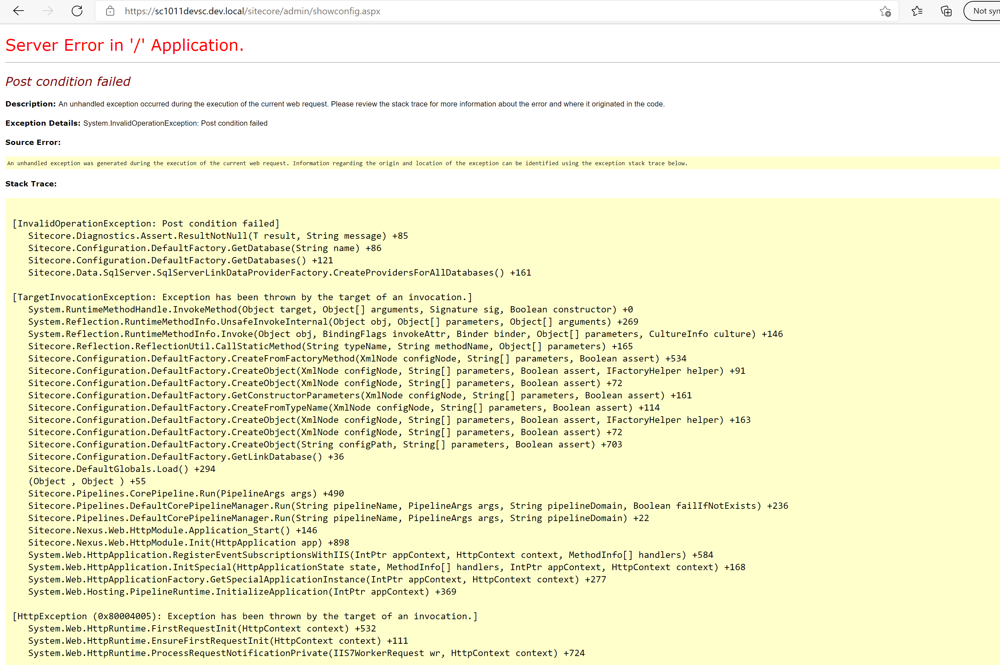 https://sc1011devsc.dev.local/sitecore/admin/showconfig.aspx
Not syn
Server Error in '/' Application.
Post condition failed
Description: An unhandled exception occurred during the execution of the current web request. Please review the stack trace for more information about the error and where it originated in the code.
Exception Details: System.InvalidOperationException: Post condition failed
Source Error:
An unhandled exception was generated during the execution of the current web request. Information regarding the origin and location of the exception can be identified using the exception stack trace below.
Stack Trace:
[InvalidOperationException: Post condition failed]
Sitecore.Diagnostics.Assert.ResultNotNull(T result, String message) +85
Sitecore.Configuration.DefaultFactory.GetDatabase(String name) +86
Sitecore.Configuration.DefaultFactory.GetDatabases() +121
Sitecore.Data.SqlServer.SqlServerLinkDataProviderFactory.CreateProvidersForAllDatabases() +161
[TargetInvocationException: Exception has been thrown by the target of an invocation.]
System.RuntimeMethodHandle.InvokeMethod(Object target, Object[] arguments, Signature sig, Boolean constructor) +0
System.Reflection.RuntimeMethodInfo.UnsafeInvokeInternal(Object obj, Object[] parameters, Object[] arguments) +269
System.Reflection.RuntimeMethodInfo.Invoke(Object obj, BindingFlags invokeAttr, Binder binder, Object[] parameters, CultureInfo culture) +146
Sitecore.Reflection.ReflectionUtil.CallStaticMethod(String typeName, String methodName, Object[] parameters) +165
Sitecore.Configuration.DefaultFactory.CreateFromFactoryMethod(XmlNode configNode, String[] parameters, Boolean assert) +534
Sitecore.Configuration.DefaultFactory.CreateObject(XmlNode configNode, String[] parameters, Boolean assert, IFactoryHelper helper) +91
Sitecore.Configuration.DefaultFactory.CreateObject(XmlNode configNode, String[] parameters, Boolean assert) +72
Sitecore.Configuration.DefaultFactory.GetConstructorParameters(XmlNode configNode, String[] parameters, Boolean assert) +161
Sitecore.Configuration.DefaultFactory.CreateFromTypeName(XmlNode configNode, String[] parameters, Boolean assert) +114
Sitecore.Configuration.DefaultFactory.CreateObject(XmlNode configNode, String[] parameters, Boolean assert, IFactoryHelper helper) +163
Sitecore.Configuration.DefaultFactory.CreateObject(XmlNode configNode, String[] parameters, Boolean assert) +72
Sitecore.Configuration.DefaultFactory.CreateObject(String configPath, String[] parameters, Boolean assert) +703
Sitecore.Configuration.DefaultFactory.GetLinkDatabase() +36
Sitecore.DefaultGlobals.Load() +294
(Object , Object ) +55
Sitecore.Pipelines.CorePipeline.Run(PipelineArgs args) +490
Sitecore.Pipelines.DefaultCorePipelineManager.Run(String pipelineName, PipelineArgs args, String pipelineDomain, Boolean failIfNotExists) +236
Sitecore.Pipelines.DefaultCorePipelineManager.Run(String pipelineName, PipelineArgs args, String pipelineDomain) +22
Sitecore.Nexus.Web.HttpModule.Application_Start() +146
Sitecore.Nexus.Web.HttpModule.Init(HttpApplication app) +898
System.Web.HttpApplication.RegisterEventSubscriptionsWithIIS(IntPtr appContext, HttpContext context, MethodInfo[] handlers) +584
System.Web.HttpApplication.InitSpecial(HttpApplicationState state, MethodInfo[] handlers, IntPtr appContext, HttpContext context) +168
System.Web.HttpApplicationFactory.GetSpecialApplicationInstance(IntPtr appContext, HttpContext context) +277
System.Web.Hosting.PipelineRuntime.InitializeApplication(IntPtr appContext) +369
[HttpException (0x80004005): Exception has been thrown by the target of an invocation.]
System.Web.HttpRuntime.FirstRequestInit(HttpContext context) +532
System.Web.HttpRuntime.EnsureFirstRequestInit(HttpContext context) +111
System.Web.HttpRuntime.ProcessRequestNotificationPrivate(IIS7WorkerRequest wr, HttpContext context) +724